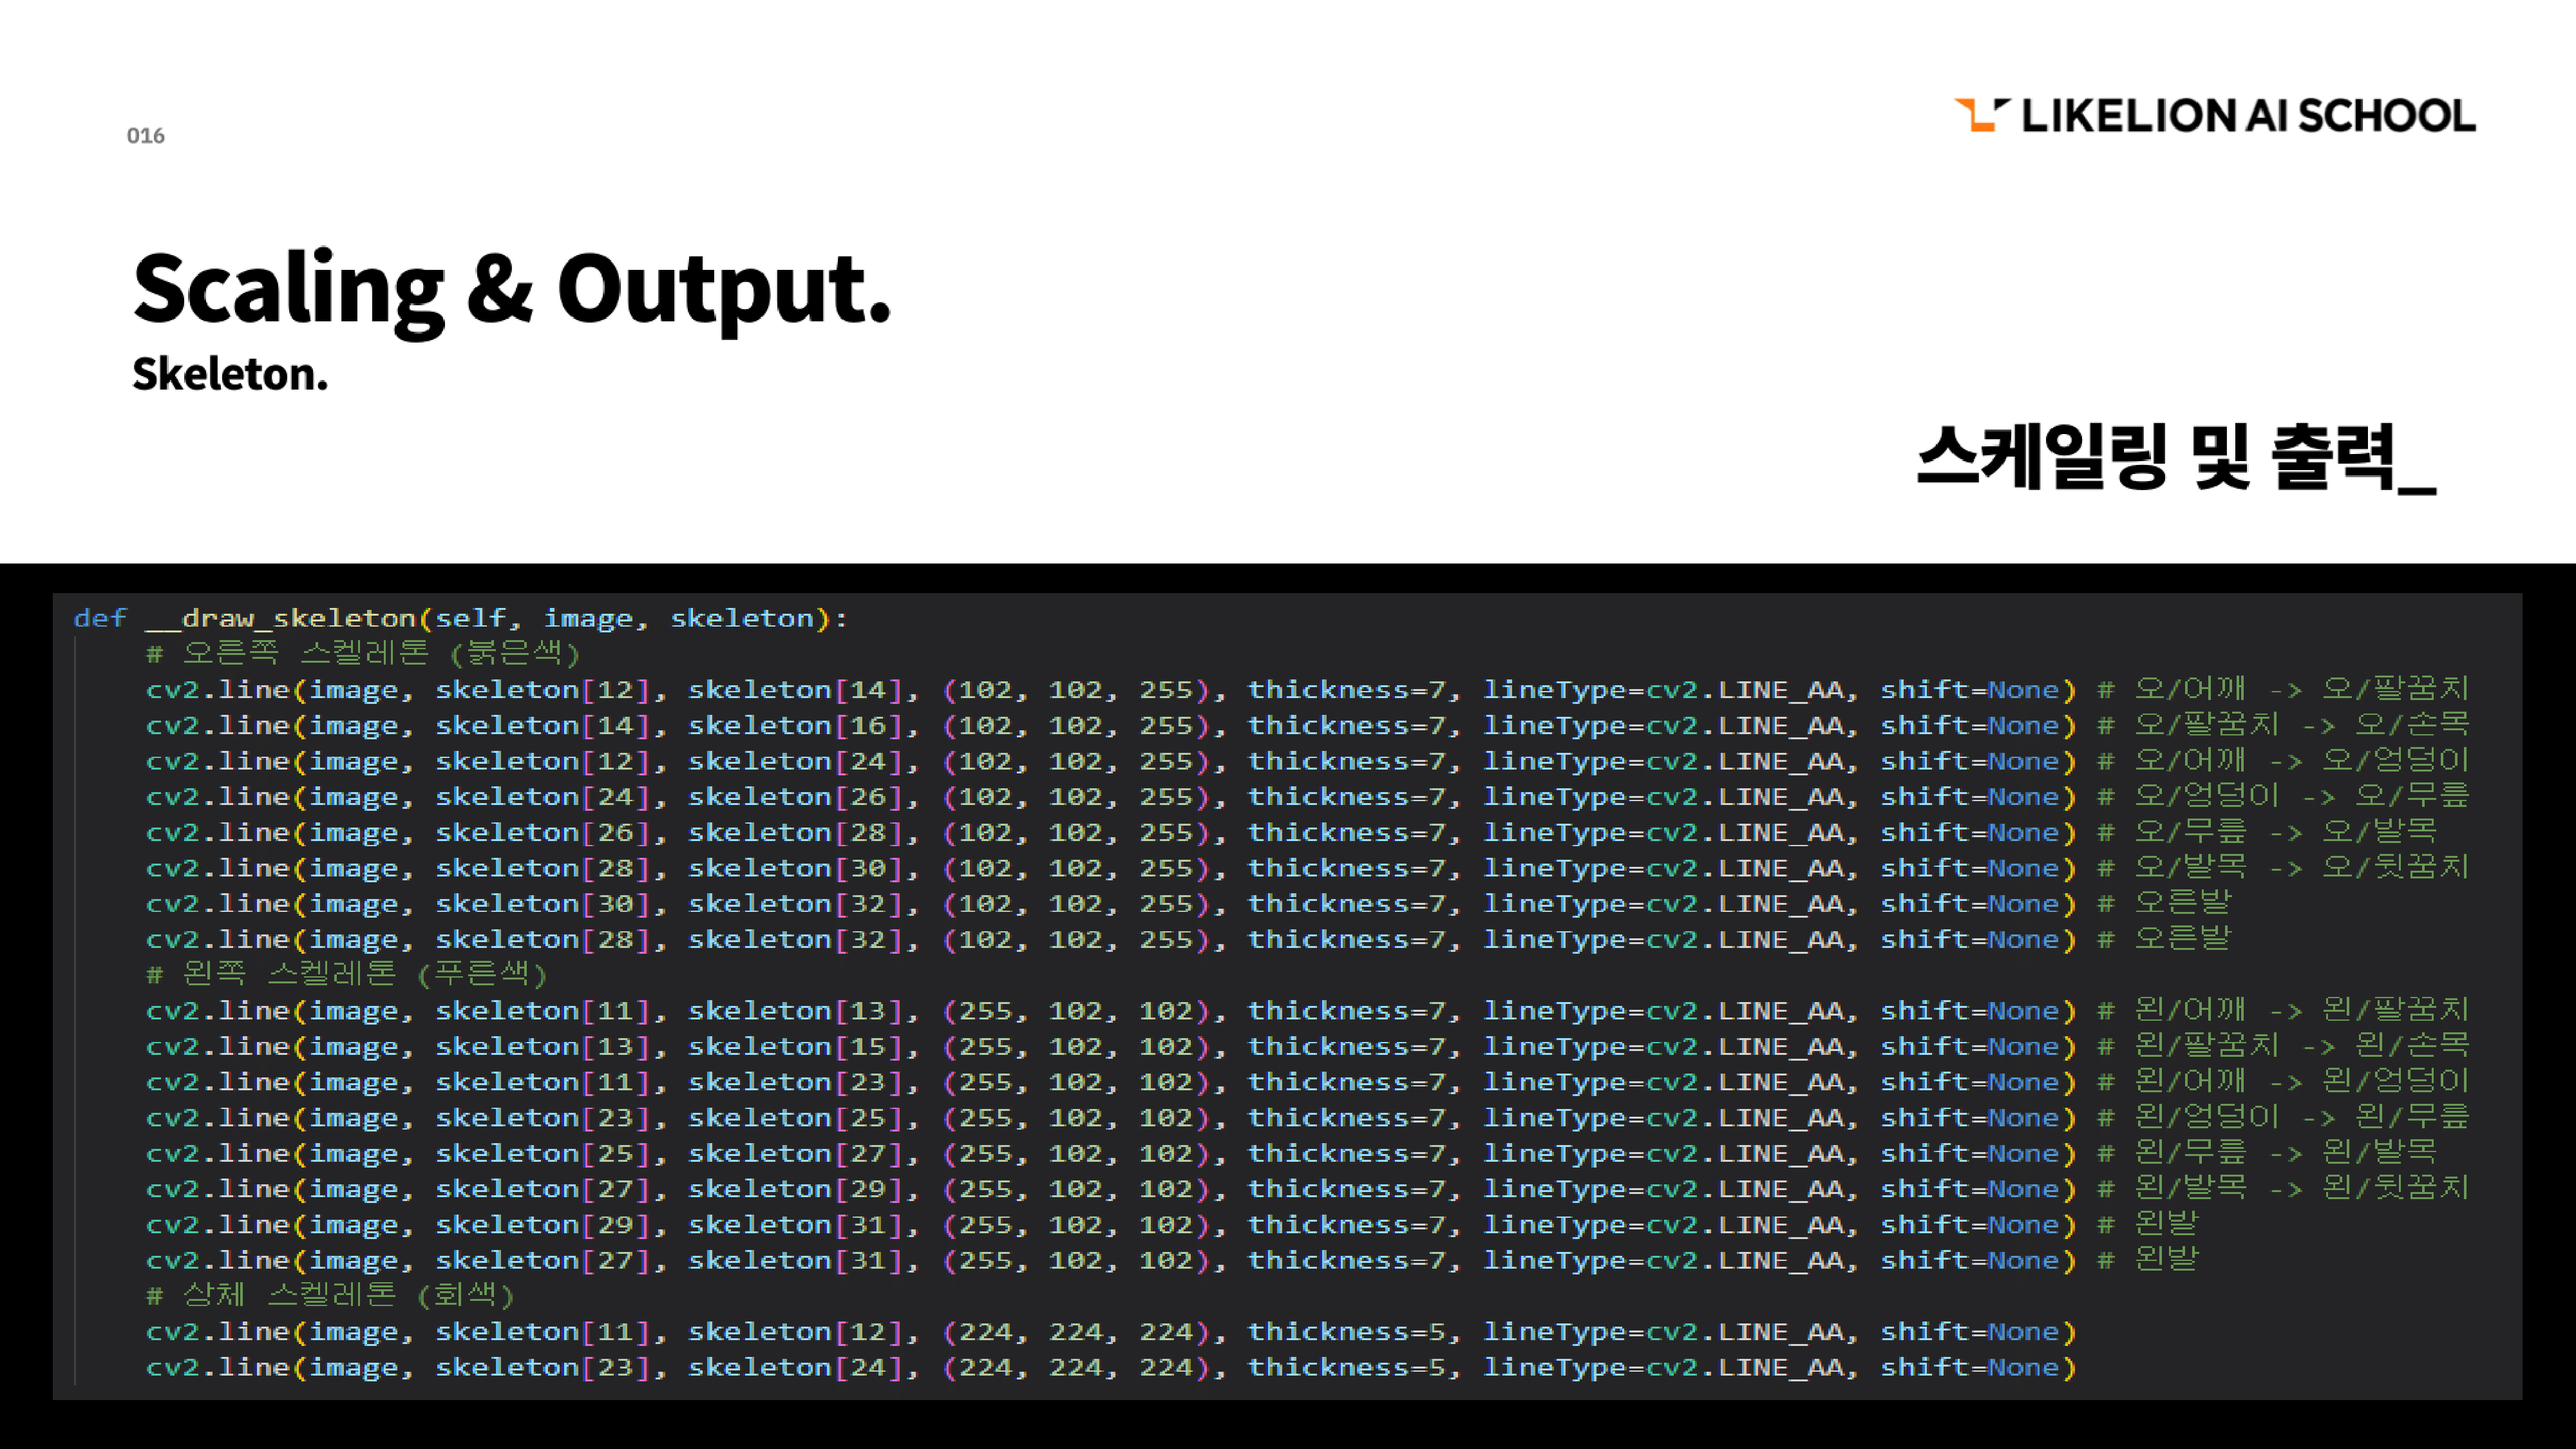 016
LIKELION AI SCHOOL
Scaling & Output.
Skeleton.
스케일링 및 출력_
def __draw_skeleton(self, image, skeleton):
# 오른쪽 스켈레톤 (붉은색)
cv2.line(image, skeleton[12], skeleton[14], (102, 102, 255), thickness=7, lineType=cv2.LINE_AA, shift=None) # 오/어깨 -> 오/팔꿈치
cv2.line(image, skeleton[14], skeleton[16], (102, 102, 255), thickness=7, lineType=cv2.LINE_AA, shift=None) # 오/팔꿈치 -> 오/손목
cv2.line(image, skeleton[12], skeleton[24], (102, 102, 255), thickness=7, lineType=cv2.LINE_AA, shift=None) # 오/어깨 -> 오/엉덩이
cv2.line(image, skeleton[24], skeleton[26], (102, 102, 255), thickness=7, lineType=cv2.LINE_AA, shift=None) # 오/엉덩이 -> 오/무릎
cv2.line(image, skeleton[26], skeleton[28], (102, 102, 255), thickness=7, lineType=cv2.LINE_AA, shift=None) # 오/무릎 -> 오/발목
cv2.line(image, skeleton[28], skeleton[30], (102, 102, 255), thickness=7, lineType=cv2.LINE_AA, shift=None) # 오/발목 -> 오/뒷꿈치
cv2.line(image, skeleton[30], skeleton[32], (102, 102, 255), thickness=7, lineType=cv2.LINE_AA, shift=None) # 오른발
cv2.line(image, skeleton[28], skeleton[32], (102, 102, 255), thickness=7, lineType=cv2.LINE_AA, shift=None) # 오른발
# 왼쪽 스켈레톤 (푸른색)
cv2.line(image, skeleton[11], skeleton[13], (255, 102, 102), thickness=7, lineType=cv2.LINE_AA, shift=None) # 왼/어깨 -> 왼/팔꿈치
cv2.line(image, skeleton[13], skeleton[15], (255, 102, 102), thickness=7, lineType=cv2.LINE_AA, shift=None) # 왼/팔꿈치 -> 왼/손목
cv2.line(image, skeleton[11], skeleton[23], (255, 102, 102), thickness=7, lineType=cv2.LINE_AA, shift=None) # 왼/어깨 -> 왼/엉덩이
cv2.line(image, skeleton[23], skeleton[25], (255, 102, 102), thickness=7, lineType=cv2.LINE_AA, shift=None) # 왼/엉덩이 -> 왼/무릎
cv2.line(image, skeleton[25], skeleton[27], (255, 102, 102), thickness=7, lineType=cv2.LINE_AA, shift=None) # 왼/무릎 -> 왼/발목
cv2.line(image, skeleton[27], skeleton[29], (255, 102, 102), thickness=7, lineType=cv2.LINE_AA, shift=None) # 왼/발목 -> 왼/뒷꿈치
cv2.line(image, skeleton[29], skeleton[31], (255, 102, 102), thickness=7, lineType=cv2.LINE_AA, shift=None) # 왼발
cv2.line(image, skeleton[27], skeleton[31], (255, 102, 102), thickness=7, lineType=cv2.LINE_AA, shift=None) # 왼발
# 상체 스켈레톤 (회색)
cv2.line(image, skeleton[11], skeleton[12], (224, 224, 224), thickness=5, lineType=cv2.LINE_AA, shift=None)
cv2.line(image, skeleton[23], skeleton[24], (224, 224, 224), thickness=5, lineType=cv2.LINE_AA, shift=None)